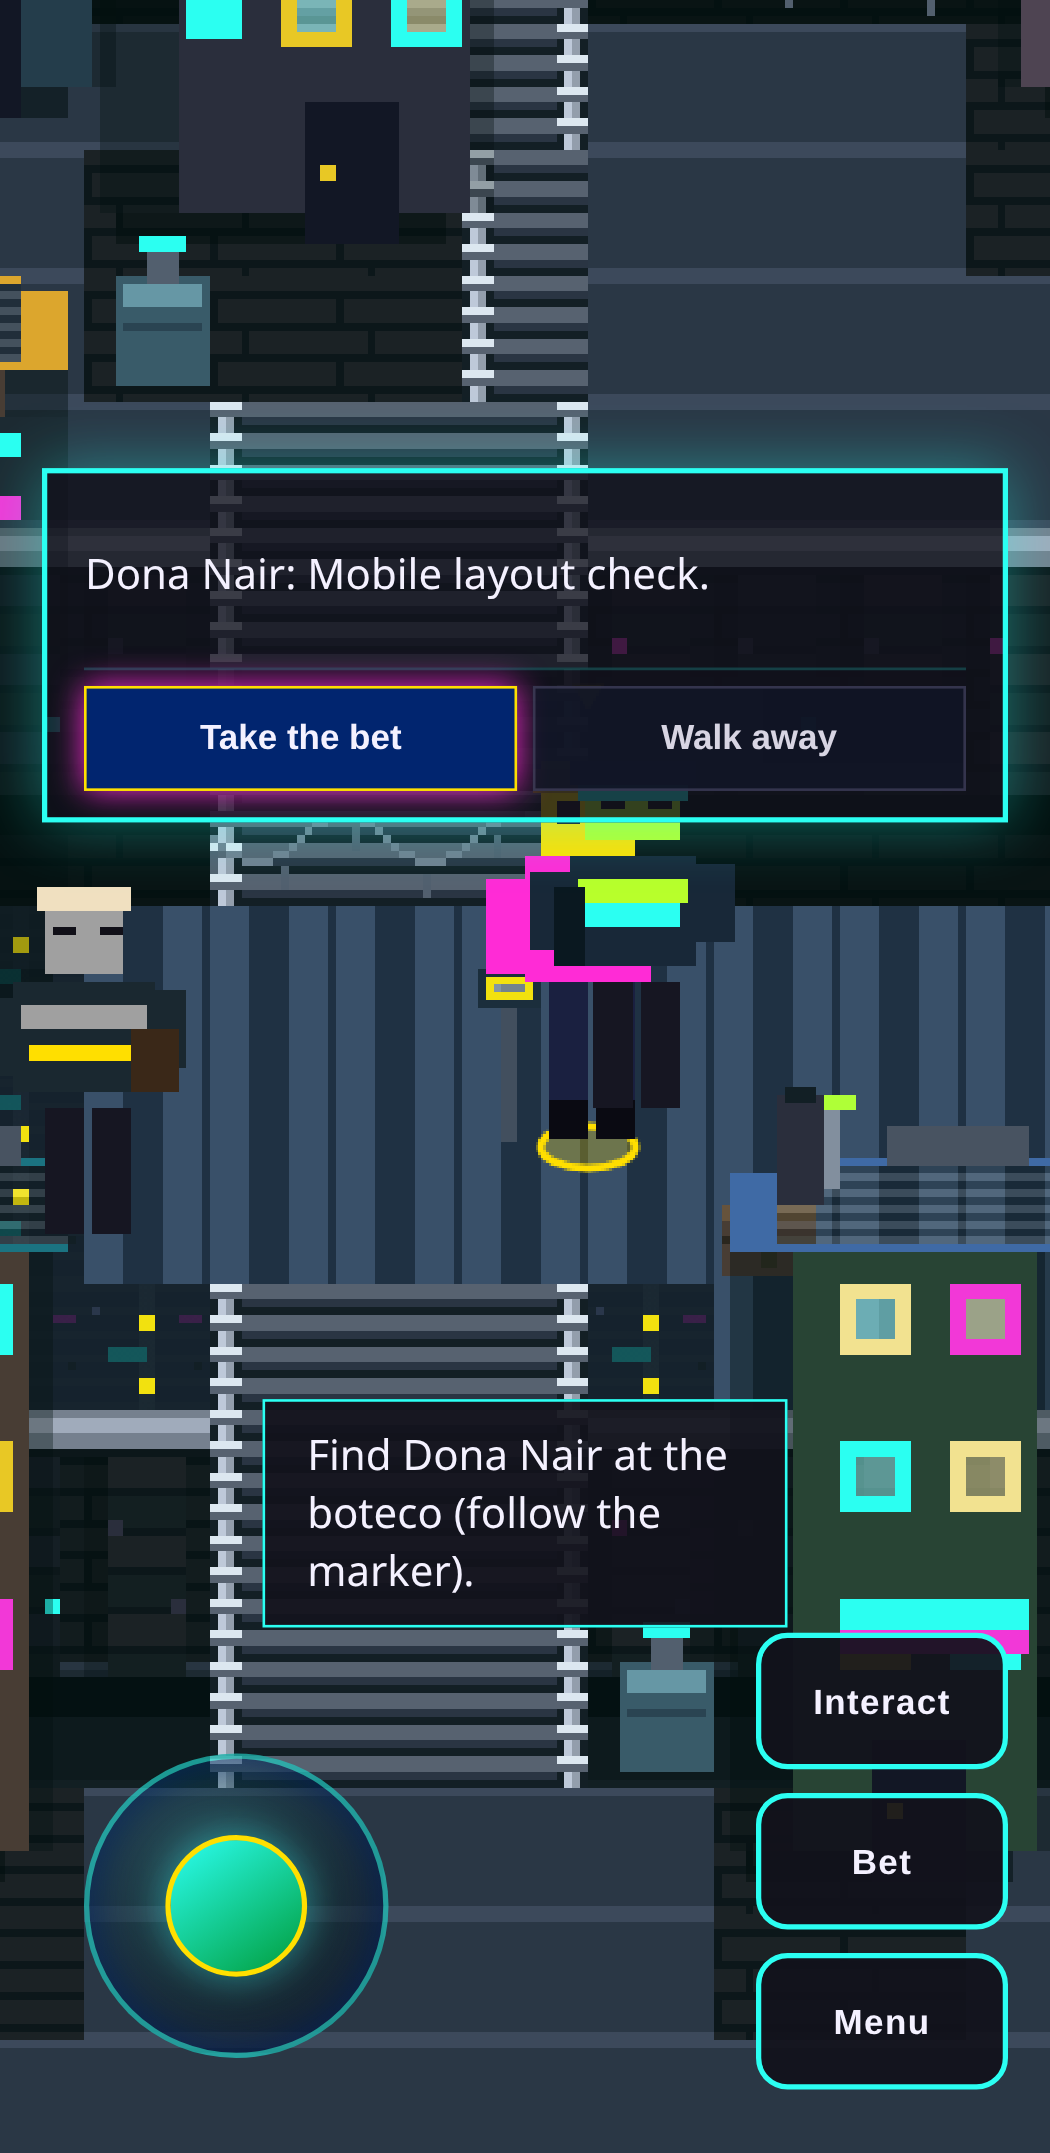 Dona Nair: Mobile layout check.
Take the bet
Walk away
Find Dona Nair at the
boteco (follow the
marker).
Interact
Bet
Menu